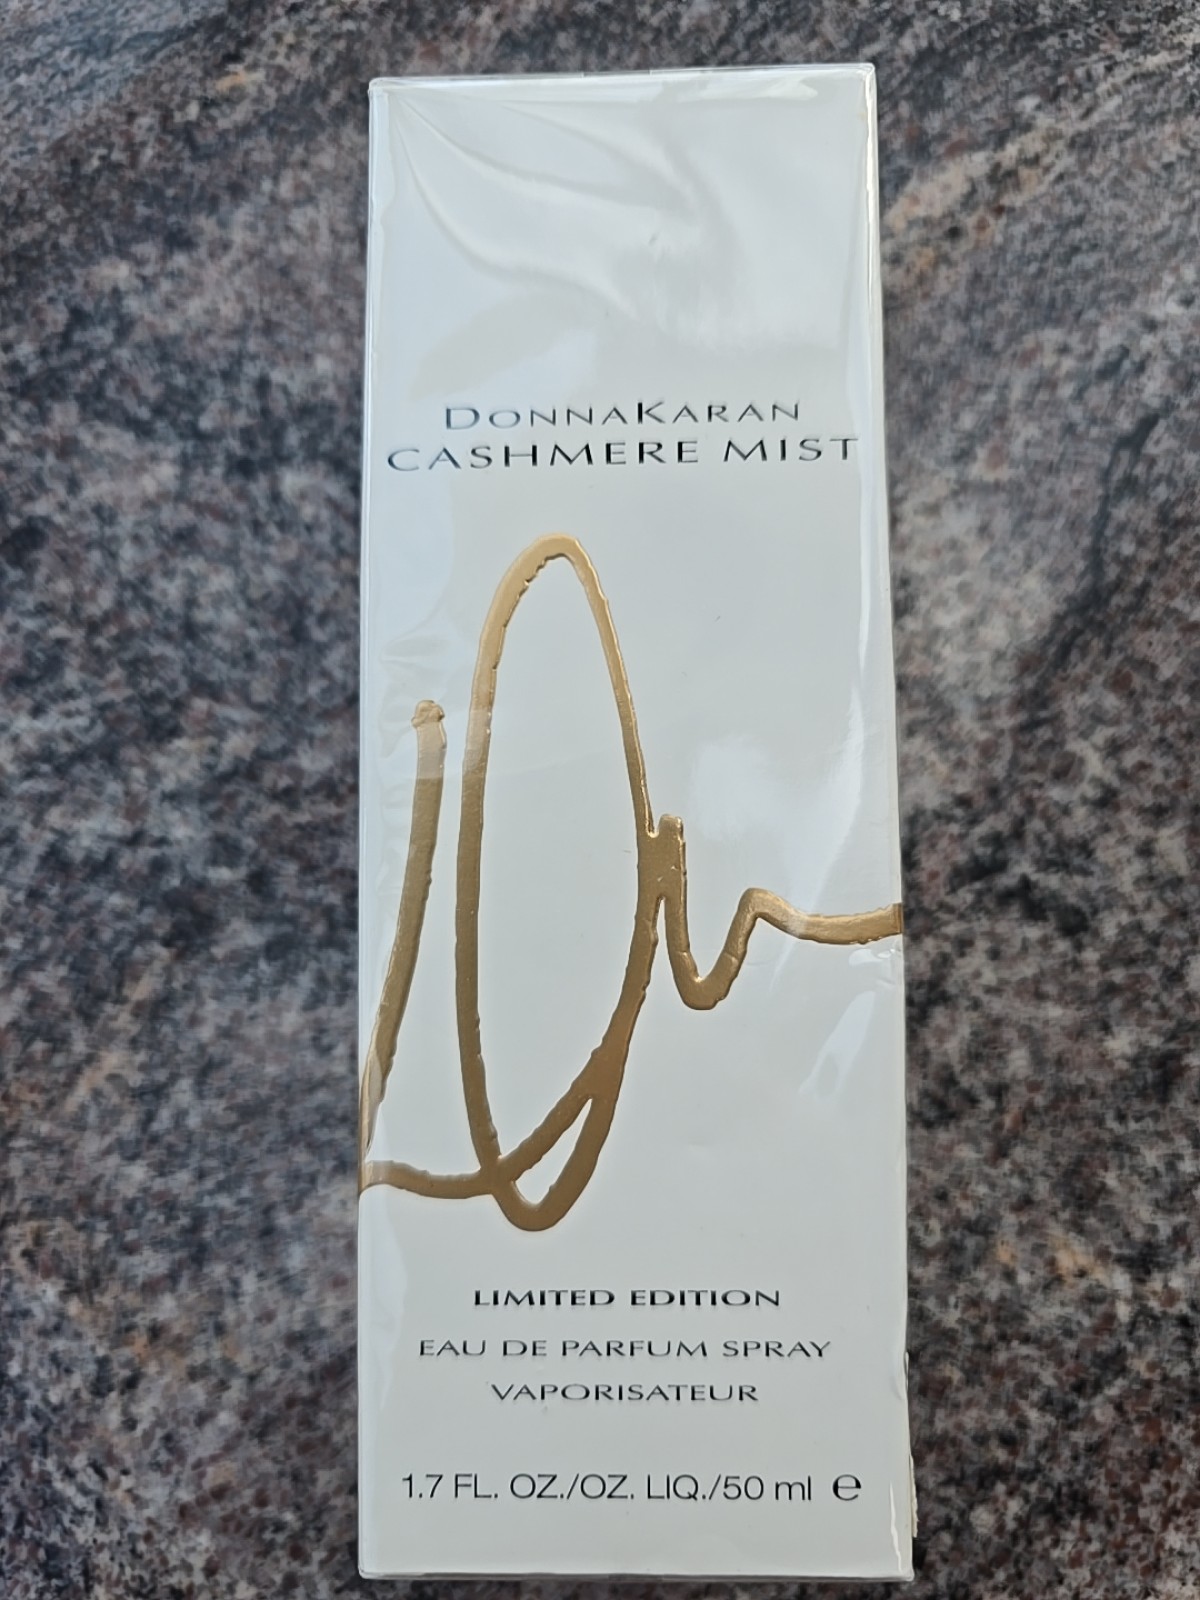 DONNAKARAN
CASHMERE MIST
LIMITED EDITION
EAU DE PARFUM SPRAY
VAPORISATEUR
1.7 FL. OZ./OZ. LIQ./50 ml ℮